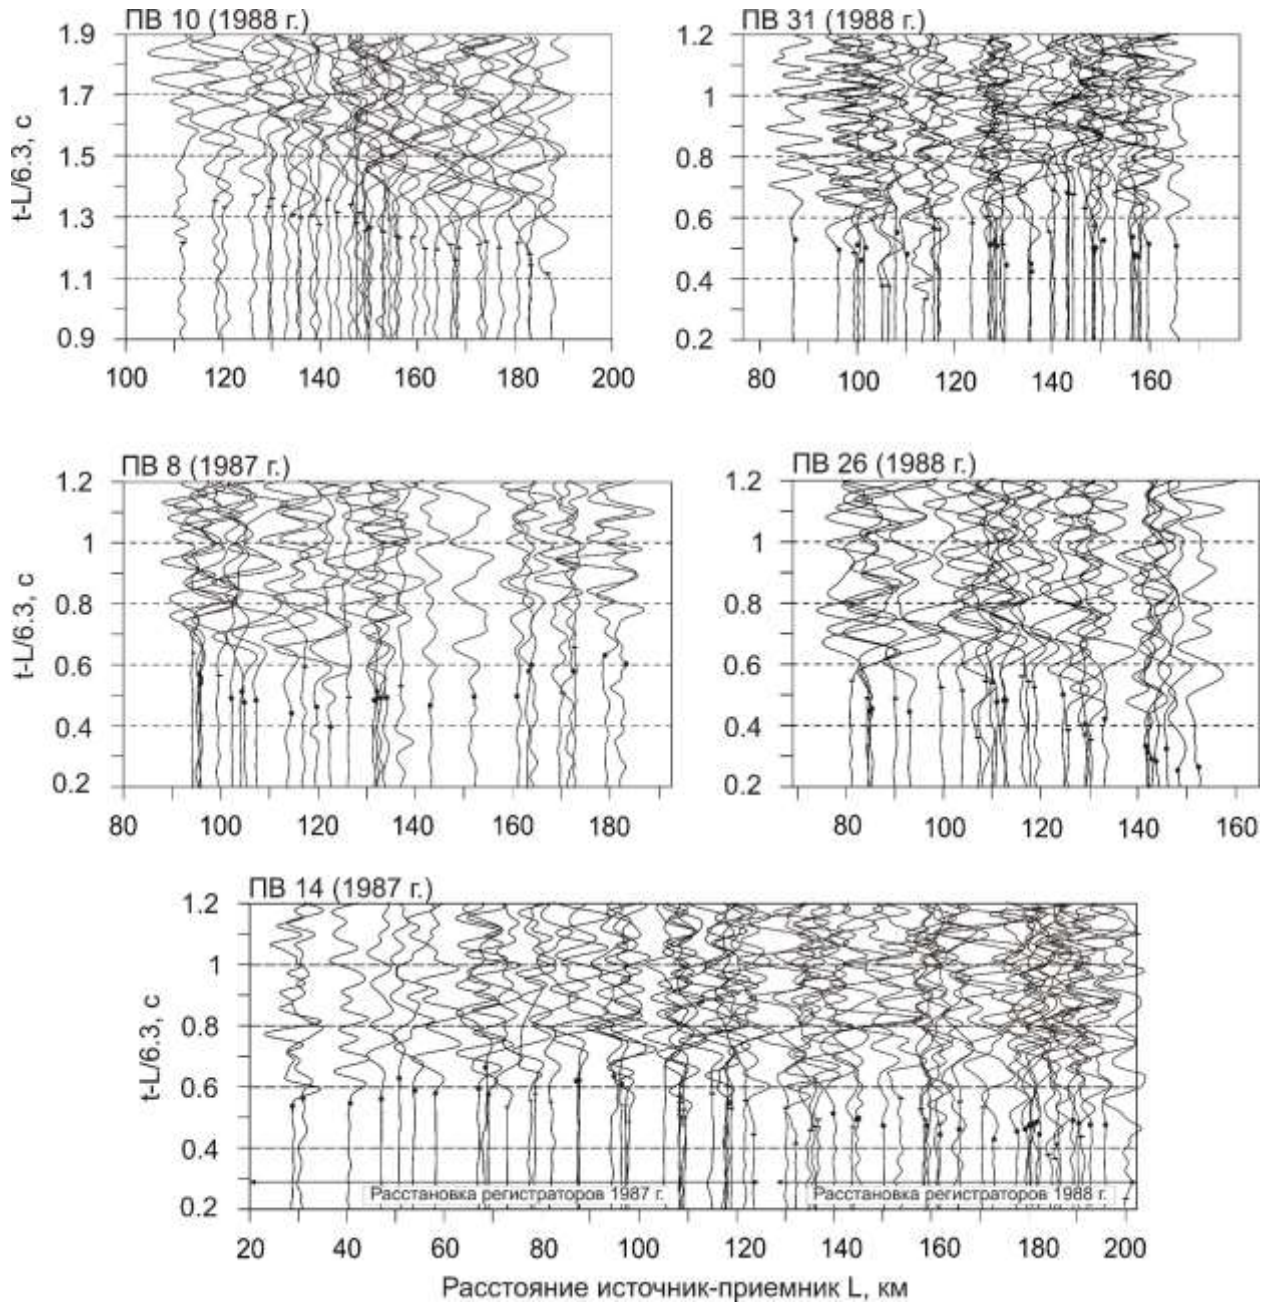 ПВ 10 (1988 г.)
ПВ 31 (1988 г.)
1.9
1.7
1.5
1.3
1.1
0.9
t-L/6.3, с
100 120 140 160 180 200
1.2
1
0.8
0.6
0.4
0.2
80 100 120 140 160
ПВ 8 (1987 г.)
ПВ 26 (1988 г.)
1.2
1
0.8
0.6
0.4
0.2
t-L/6.3, с
80 100 120 140 160 180
1.2
1
0.8
0.6
0.4
0.2
80 100 120 140 160
ПВ 14 (1987 г.)
1.2
1
0.8
0.6
0.4
0.2
t-L/6.3, с
Расстановка регистраторов 1987 г.
Расстановка регистраторов 1988 г.
20 40 60 80 100 120 140 160 180 200
Расстояние источник-приемник L, км